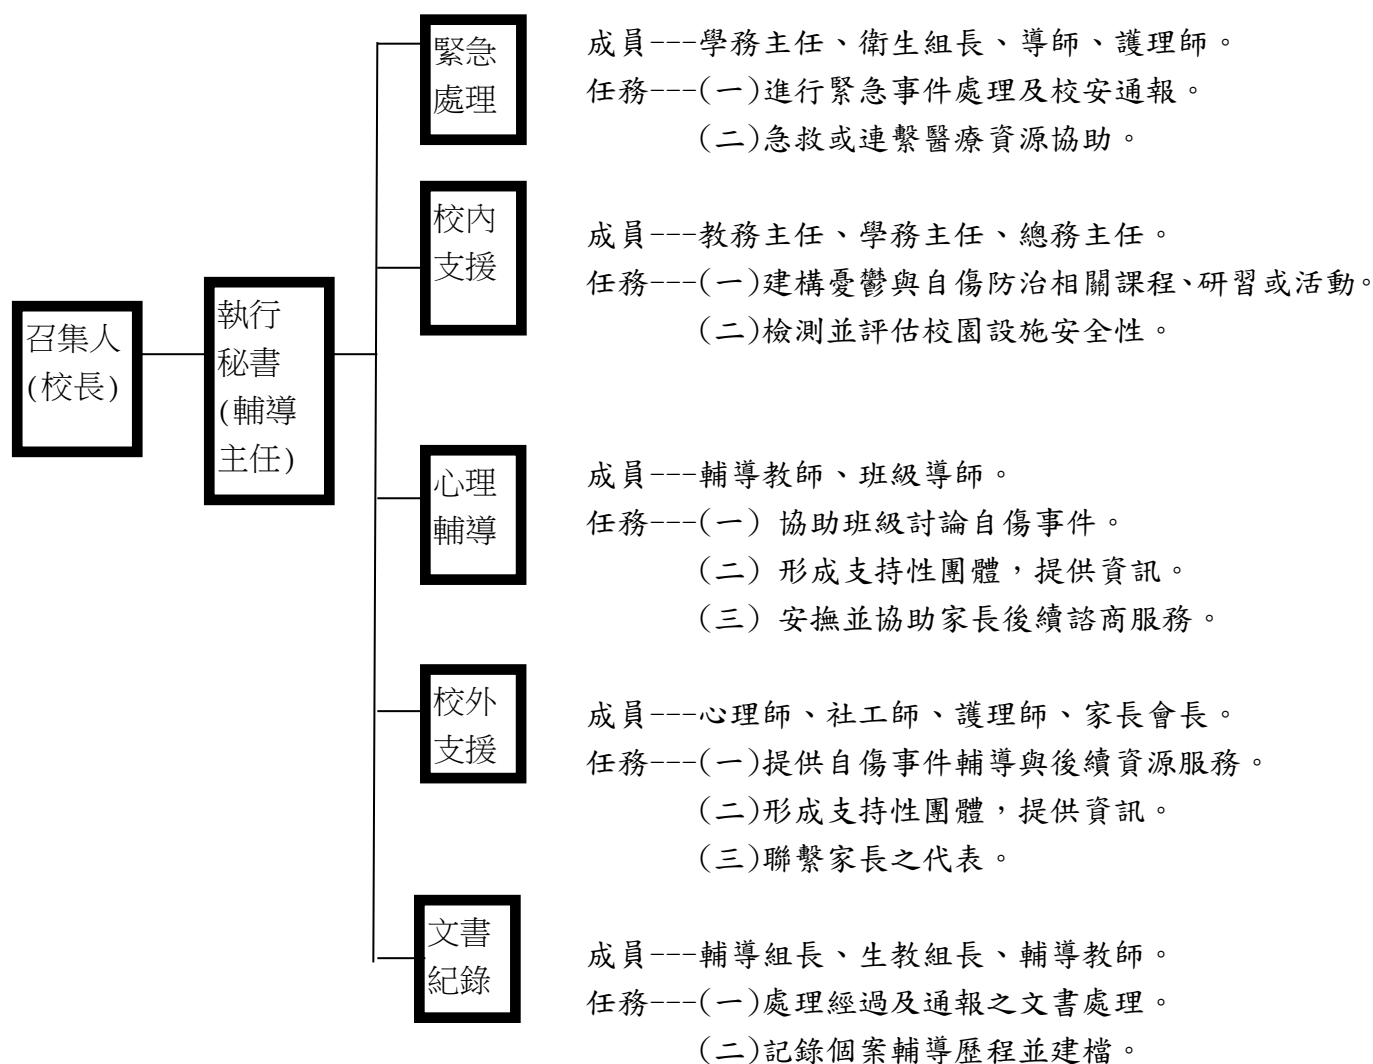 召集人
(校長)
執行
秘書
(輔導
主任)
緊急
處理
成員---學務主任、衛生組長、導師、護理師。
任務---(一)進行緊急事件處理及校安通報。
(二)急救或連繫醫療資源協助。
校內
支援
成員---教務主任、學務主任、總務主任。
任務---(一)建構憂鬱與自傷防治相關課程、研習或活動。
(二)檢測並評估校園設施安全性。
心理
輔導
成員---輔導教師、班級導師。
任務---(一) 協助班級討論自傷事件。
(二) 形成支持性團體，提供資訊。
(三) 安撫並協助家長後續諮商服務。
校外
支援
成員---心理師、社工師、護理師、家長會長。
任務---(一)提供自傷事件輔導與後續資源服務。
(二)形成支持性團體，提供資訊。
(三)聯繫家長之代表。
文書
紀錄
成員---輔導組長、生教組長、輔導教師。
任務---(一)處理經過及通報之文書處理。
(二)記錄個案輔導歷程並建檔。